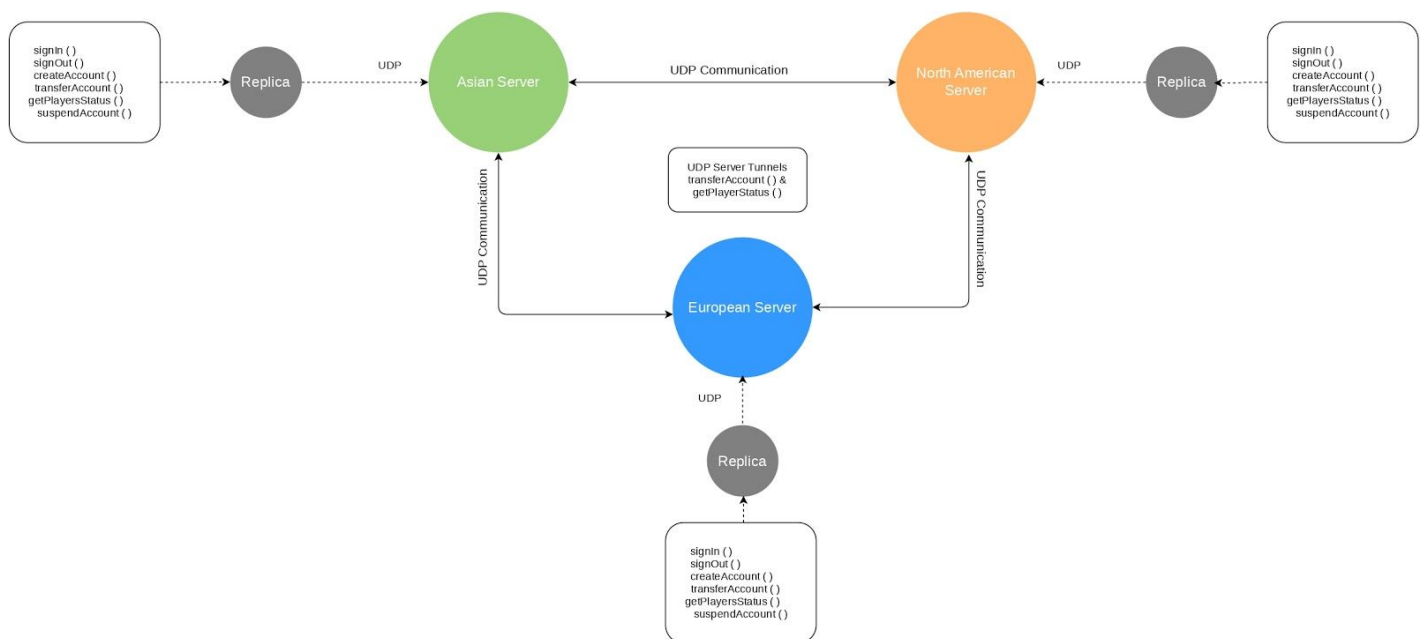 signIn ( )
signOut ( )
createAccount ( )
transferAccount ( )
getPlayersStatus ( )
suspendAccount ( )
Replica
UDP
Asian Server
UDP Communication
North American
Server
UDP
Replica
signIn ( )
signOut ( )
createAccount ( )
transferAccount ( )
getPlayersStatus ( )
suspendAccount ( )
UDP Communication
UDP Server Tunnels
transferAccount ( ) &
getPlayerStatus ( )
UDP Communication
European Server
UDP
Replica
signIn ( )
signOut ( )
createAccount ( )
transferAccount ( )
getPlayersStatus ( )
suspendAccount ( )